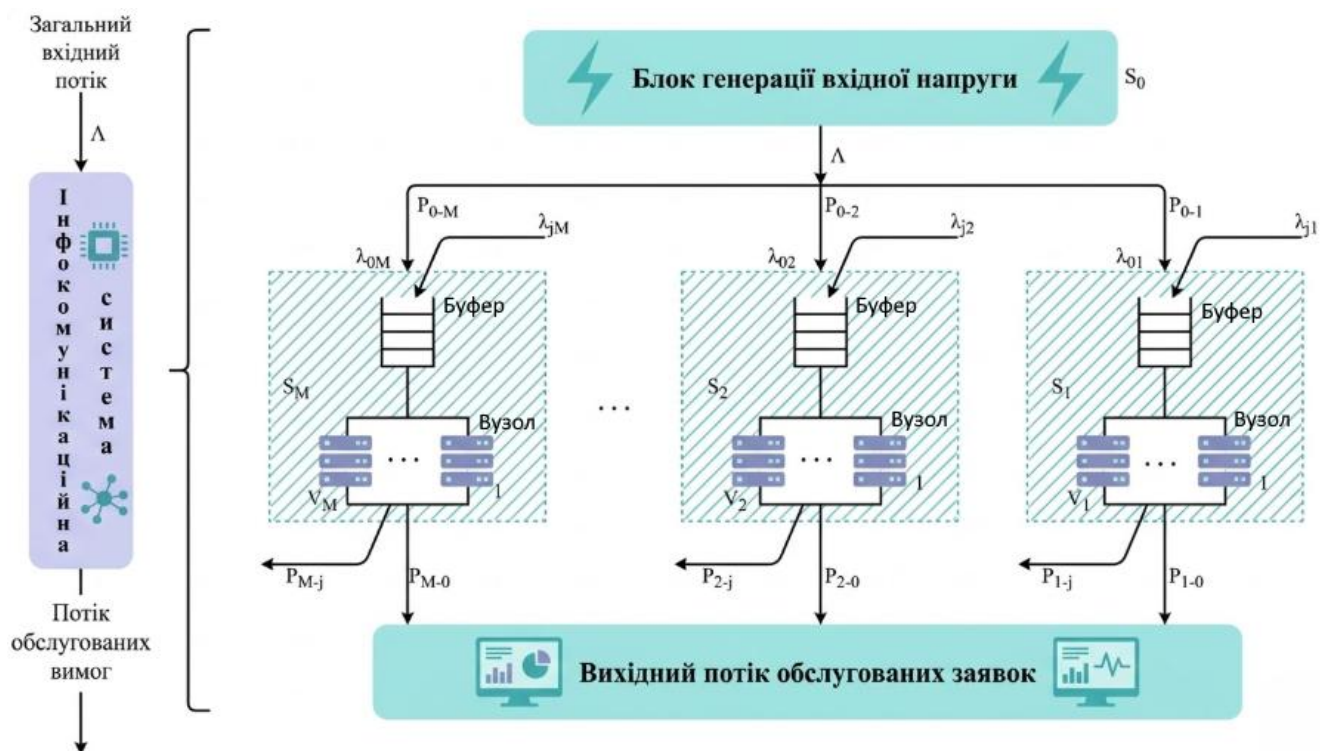 Загальний
вхідний
потік
Λ
Інфокомунікаційна
система
Потік
обслугованих
вимог
Блок генерації вхідної напруги
S₀
Λ
P₀₋M
P₀₋₂
P₀₋₁
λjM
λj2
λj1
λ₀M
λ₀₂
λ₀₁
Буфер
Буфер
Буфер
SM
...
S₂
S₁
Вузол
Вузол
Вузол
...
...
...
VM
1
V₂
1
V₁
1
PM-j
PM-0
P2-j
P2-0
P1-j
P1-0
Вихідний потік обслугованих заявок